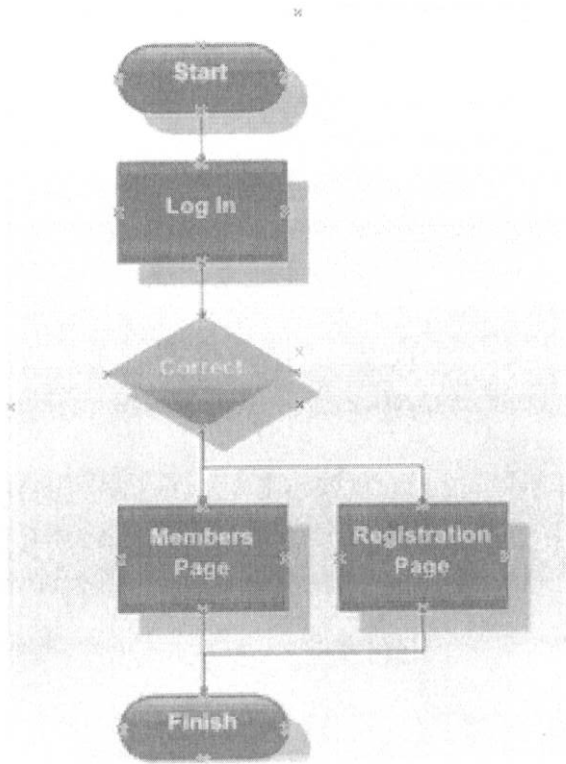 Start
Log In
Correct
Members
Page
Registration
Page
Finish